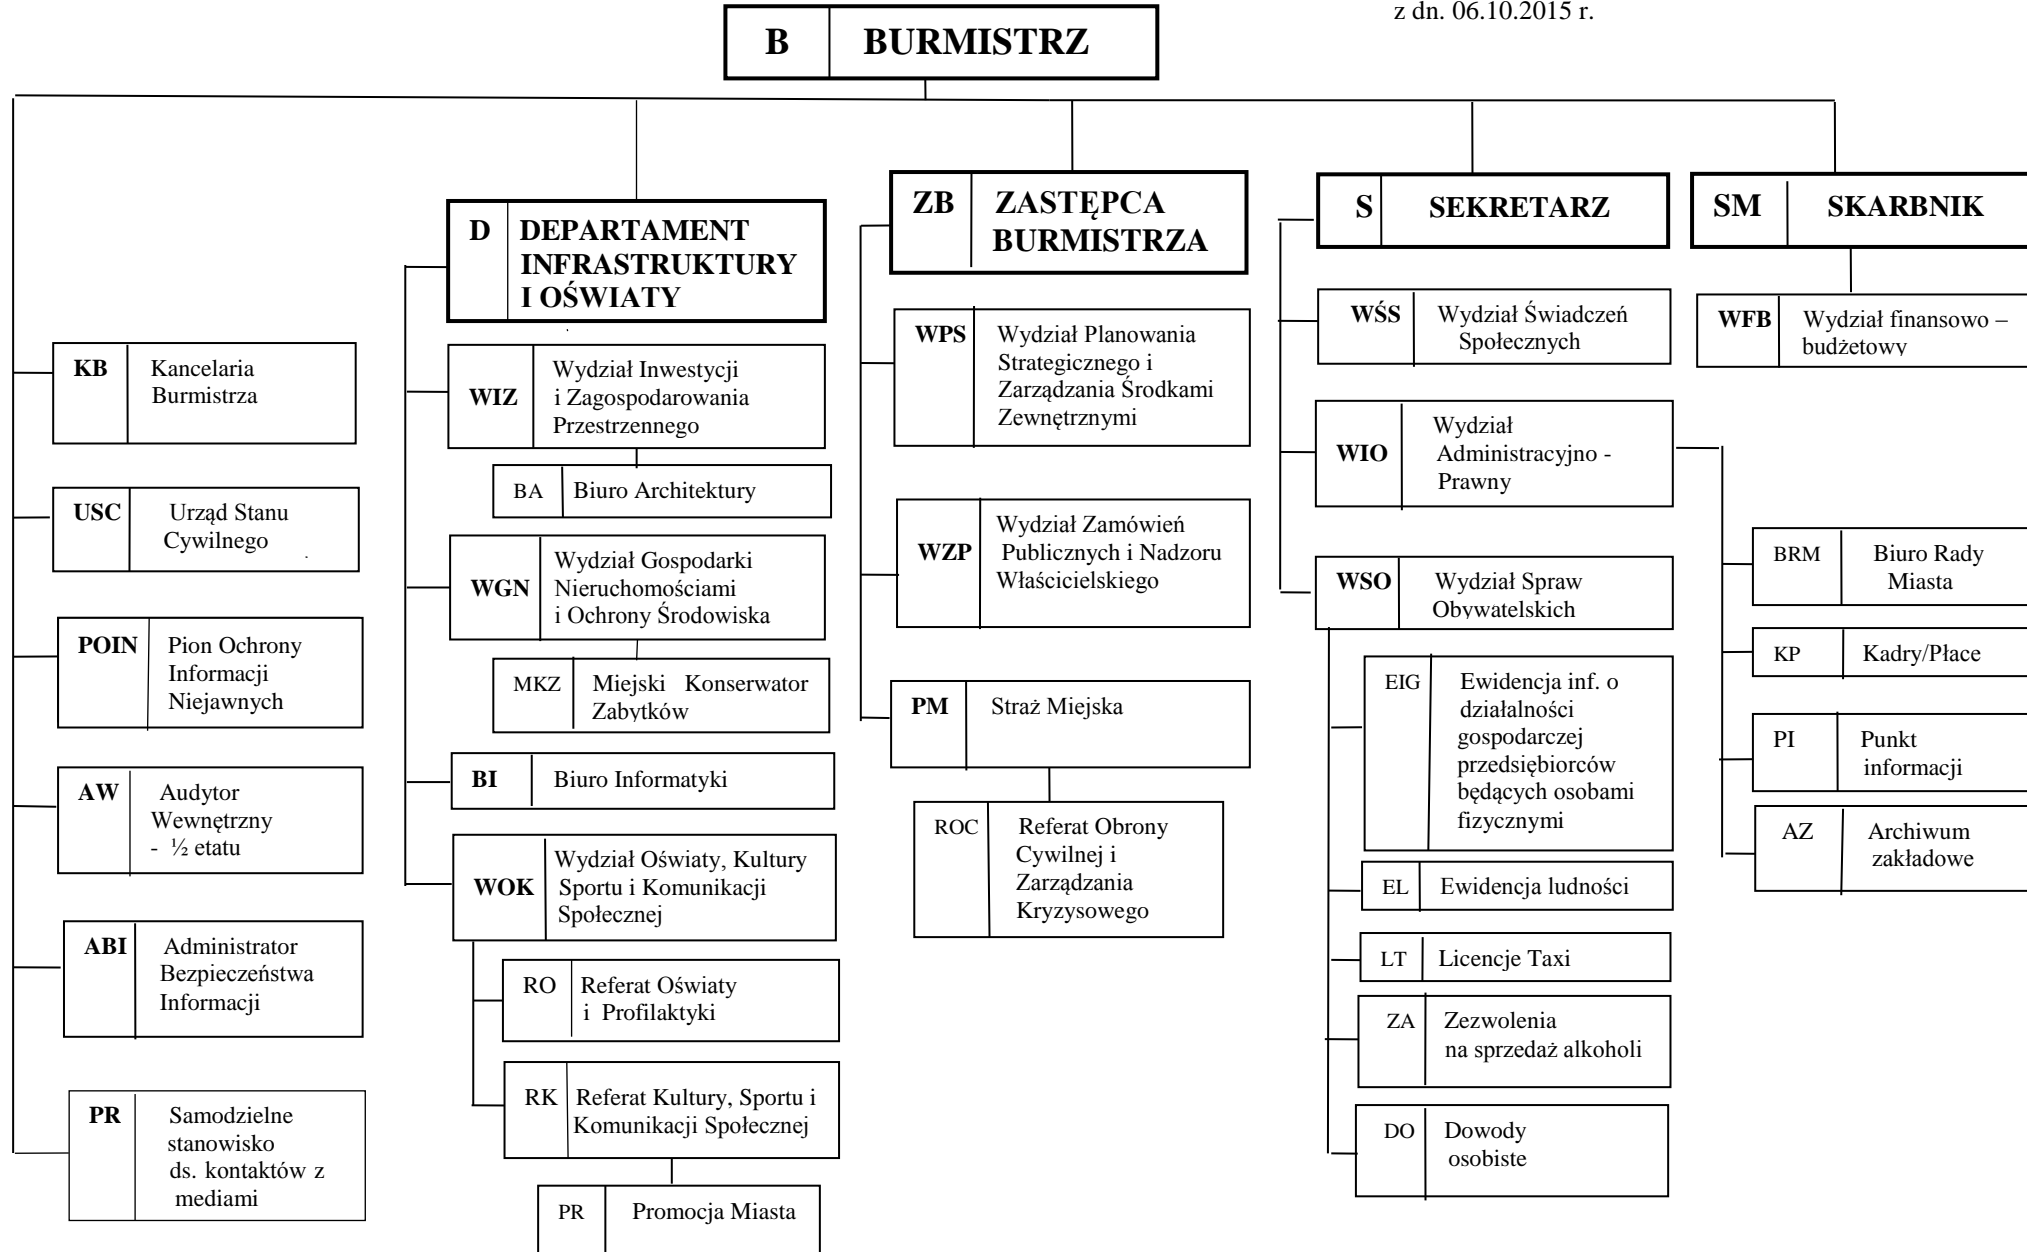 z dn. 06.10.2015 r.
B BURMISTRZ
KB Kancelaria
Burmistrza
USC Urząd Stanu
Cywilnego
POIN Pion Ochrony
Informacji
Niejawnych
AW Audytor
Wewnętrzny
- ½ etatu
ABI Administrator
Bezpieczeństwa
Informacji
PR Samodzielne
stanowisko
ds. kontaktów z
mediami
D DEPARTAMENT
INFRASTRUKTURY
I OŚWIATY
WIZ Wydział Inwestycji
i Zagospodarowania
Przestrzennego
BA Biuro Architektury
WGN Wydział Gospodarki
Nieruchomościami
i Ochrony Środowiska
MKZ Miejski Konserwator
Zabytków
BI Biuro Informatyki
WOK Wydział Oświaty, Kultury
Sportu i Komunikacji
Społecznej
RO Referat Oświaty
i Profilaktyki
RK Referat Kultury, Sportu i
Komunikacji Społecznej
PR Promocja Miasta
ZB ZASTĘPCA
BURMISTRZA
WPS Wydział Planowania
Strategicznego i
Zarządzania Środkami
Zewnętrznymi
WZP Wydział Zamówień
Publicznych i Nadzoru
Właścicielskiego
PM Straż Miejska
ROC Referat Obrony
Cywilnej i
Zarządzania
Kryzysowego
S SEKRETARZ
WŚS Wydział Świadczeń
Społecznych
WIO Wydział
Administracyjno -
Prawny
WSO Wydział Spraw
Obywatelskich
EIG Ewidencja inf. o
działalności
gospodarczej
przedsiębiorców
będących osobami
fizycznymi
EL Ewidencja ludności
LT Licencje Taxi
ZA Zezwolenia
na sprzedaż alkoholi
DO Dowody
osobiste
SM SKARBNIK
WFB Wydział finansowo –
budżetowy
BRM Biuro Rady
Miasta
KP Kadry/Płace
PI Punkt
informacji
AZ Archiwum
zakładowe